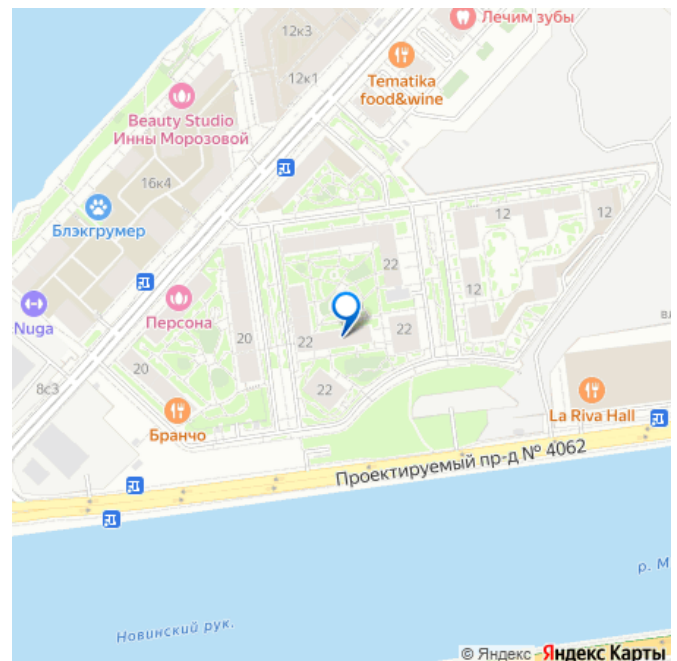 Лечим зубы
12к3
12к1
Tematika
food&wine
Beauty Studio
Инны Морозовой
16к4
12
12
Блэкгрумер
22
12
Nuga
Персона
22
20
22
20
22
8с3
La Riva Hall
Бранчо
Проектируемый пр-д № 4062
р. М
Новинский рук.
© Яндекс Яндекс Карты